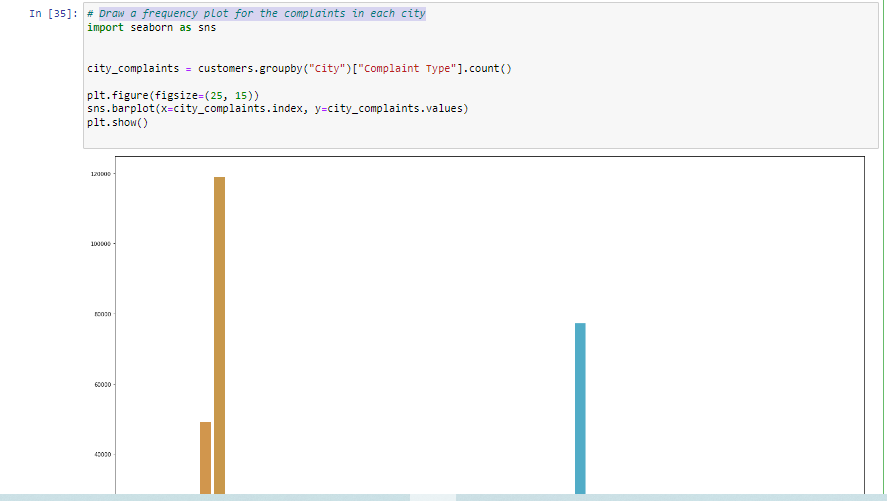 In [35]: # Draw a frequency plot for the complaints in each city
import seaborn as sns
city_complaints = customers.groupby("City")["Complaint Type"].count()
plt.figure(figsize=(25, 15))
sns.barplot(x=city_complaints.index, y=city_complaints.values)
plt.show()
120000
100000
80000
60000
40000